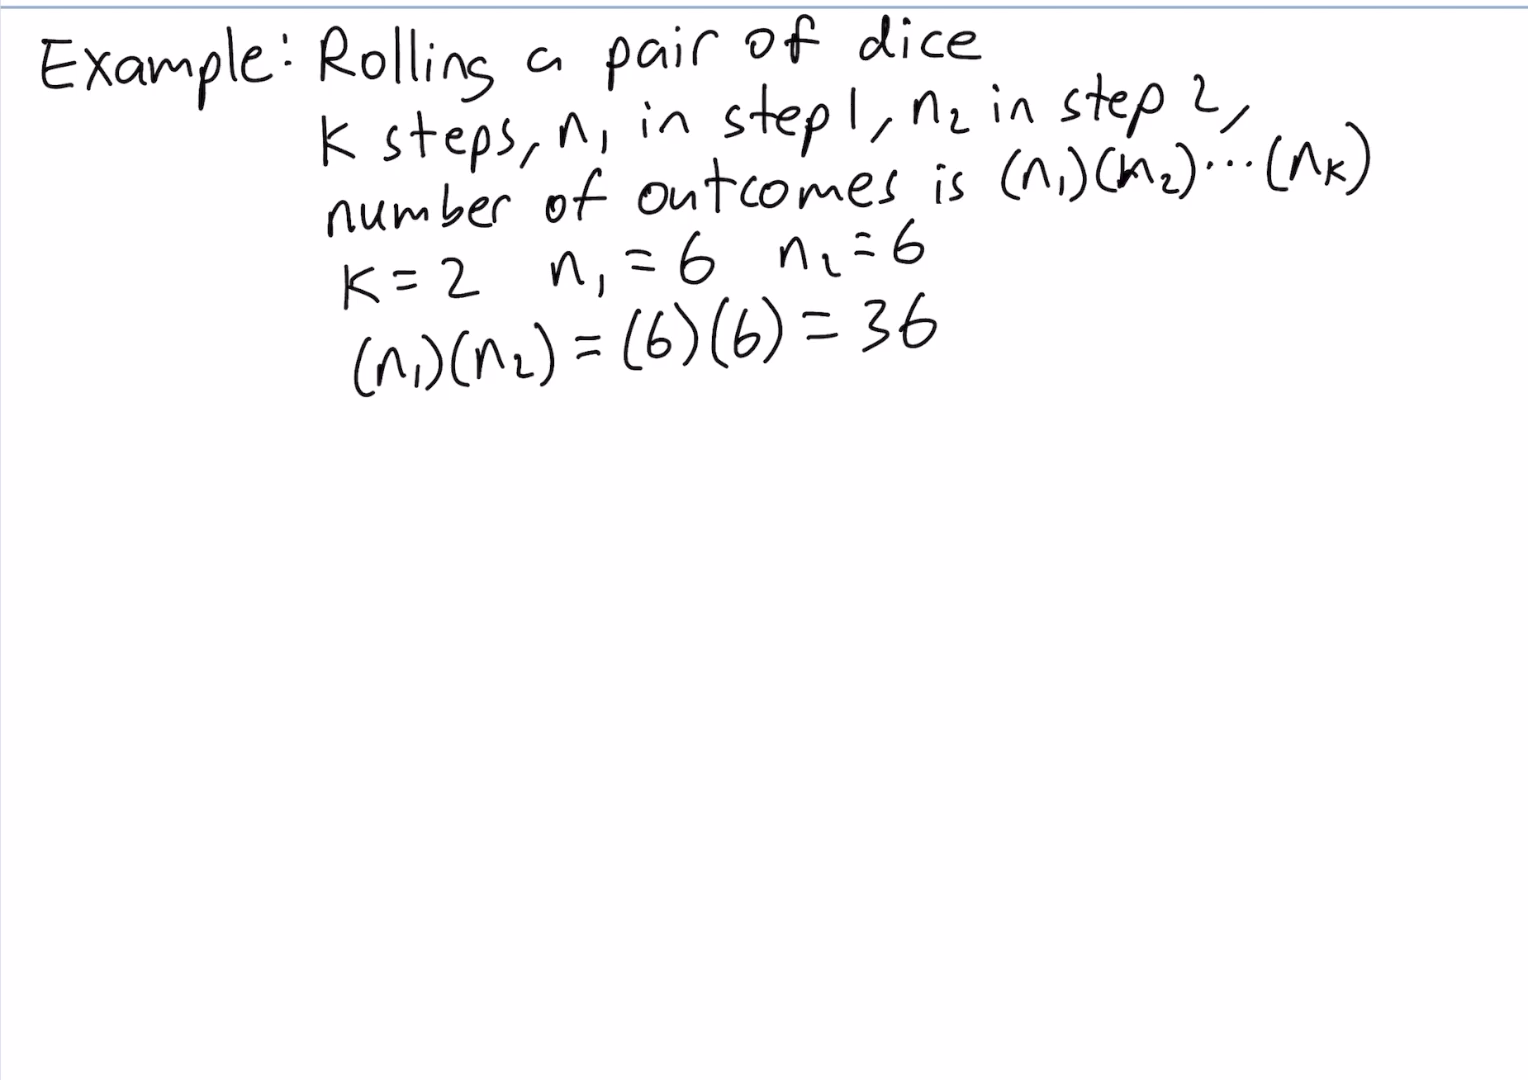 Example: Rolling a pair of dice
K steps, n₁ in step 1, n₂ in step 2,
number of outcomes is (n₁)(n₂)...(nₖ)
K = 2 n₁ = 6 n₂ = 6
(n₁)(n₂) = (6)(6) = 36